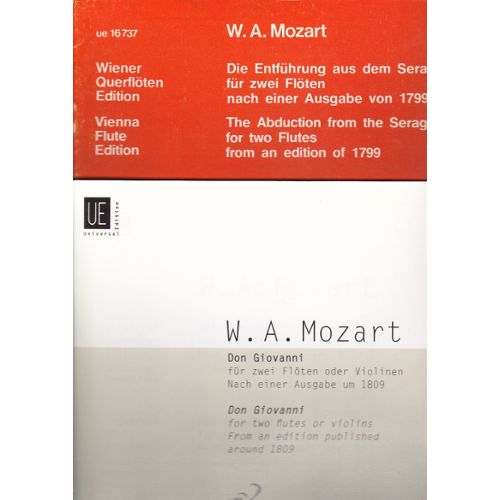 ue 16 737
W. A. Mozart
Wiener
Querflöten
Edition
Die Entführung aus dem Sera
für zwei Flöten
nach einer Ausgabe von 1799
Vienna
Flute
Edition
The Abduction from the Serag
for two Flutes
from an edition of 1799
UE
Universal Edition
W. A. Mozart
Don Giovanni
für zwei Flöten oder Violinen
Nach einer Ausgabe um 1809
Don Giovanni
for two flutes or violins
From an edition published
around 1809